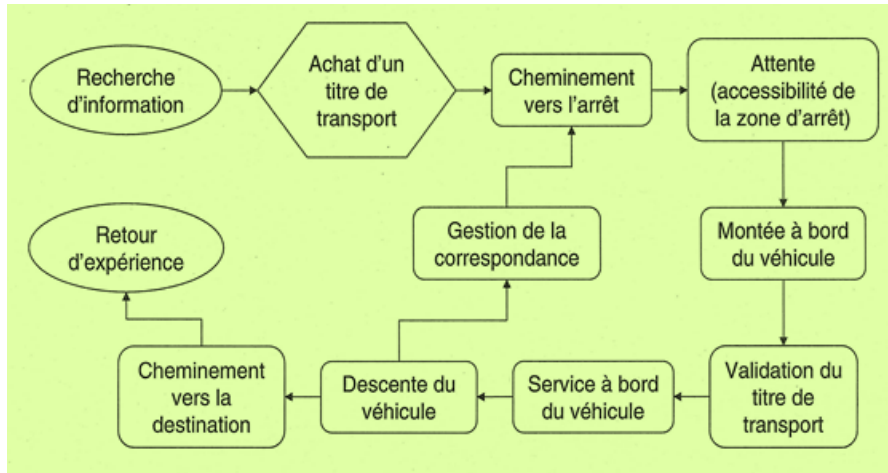 Recherche
d'information
Achat d'un
titre de
transport
Cheminement
vers l'arrêt
Attente
(accessibilité de
la zone d'arrêt)
Retour
d'expérience
Gestion de la
correspondance
Montée à bord
du véhicule
Cheminement
vers la
destination
Descente du
véhicule
Service à bord
du véhicule
Validation du
titre de
transport